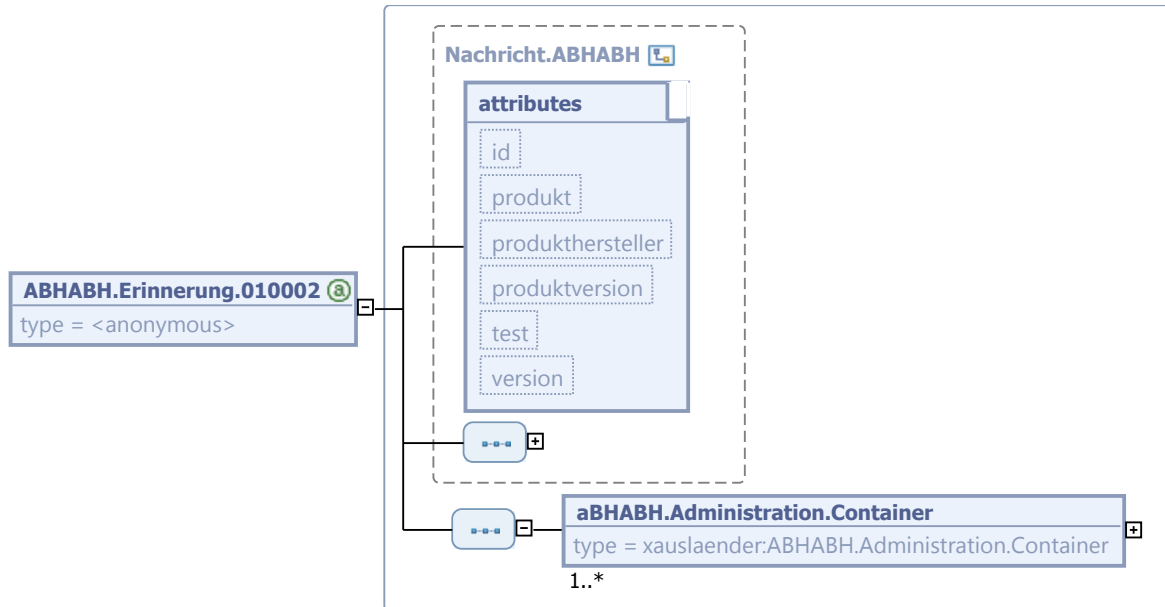 Nachricht.ABHABH
attributes
id
produkt
produkthersteller
produktversion
test
version
ABHABH.Erinnerung.010002 a
type = <anonymous>
aBHABH.Administration.Container
type = xauslaender:ABHABH.Administration.Container
1..*